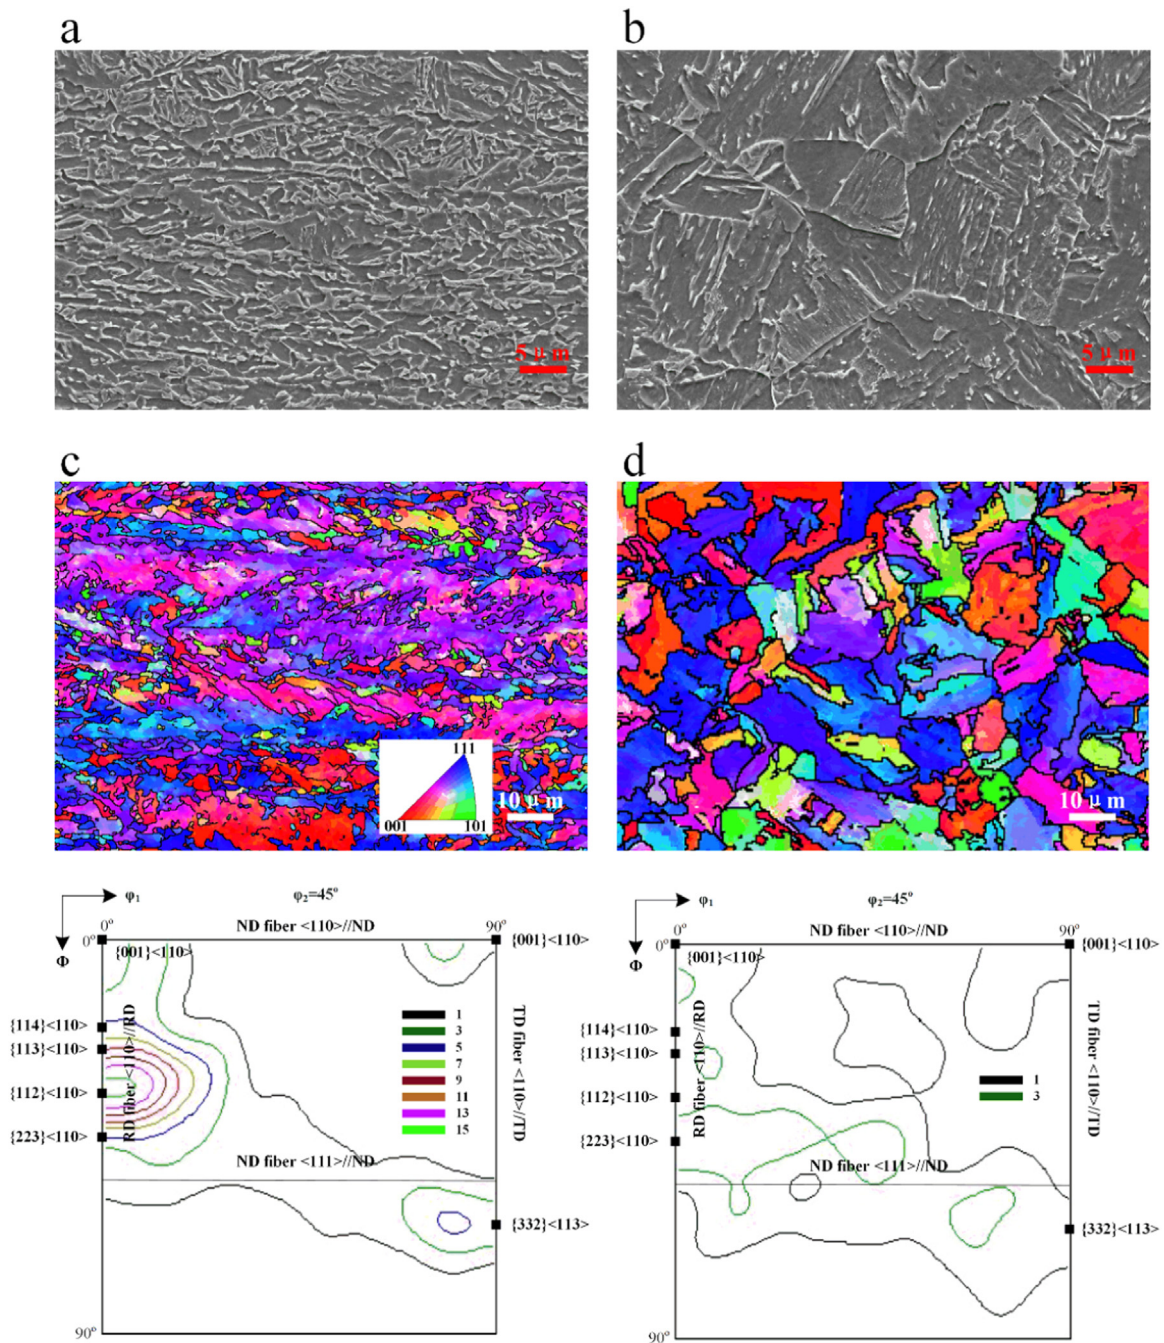 a
b
5 μ m
5 μ m
c
d
111
001
101
10 μ m
10 μ m
φ₁
φ₂=45°
0°
ND fiber <110>//ND
90°
0°
Φ
{001}<110>
{001}<110>
{114}<110>
{113}<110>
{112}<110>
{223}<110>
RD fiber <110>//RD
1
3
5
7
9
11
13
15
TD fiber <110>//TD
ND fiber <111>//ND
{332}<113>
90°
φ₁
φ₂=45°
0°
ND fiber <110>//ND
90°
0°
Φ
{001}<110>
{001}<110>
{114}<110>
{113}<110>
{112}<110>
{223}<110>
RD fiber <110>//RD
1
3
TD fiber <110>//TD
ND fiber <111>//ND
{332}<113>
90°